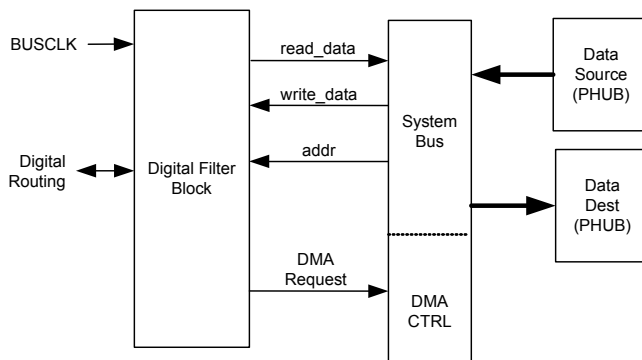 BUSCLK
Digital
Routing
Digital Filter
Block
read_data
write_data
addr
DMA
Request
System
Bus
DMA
CTRL
Data
Source
(PHUB)
Data
Dest
(PHUB)